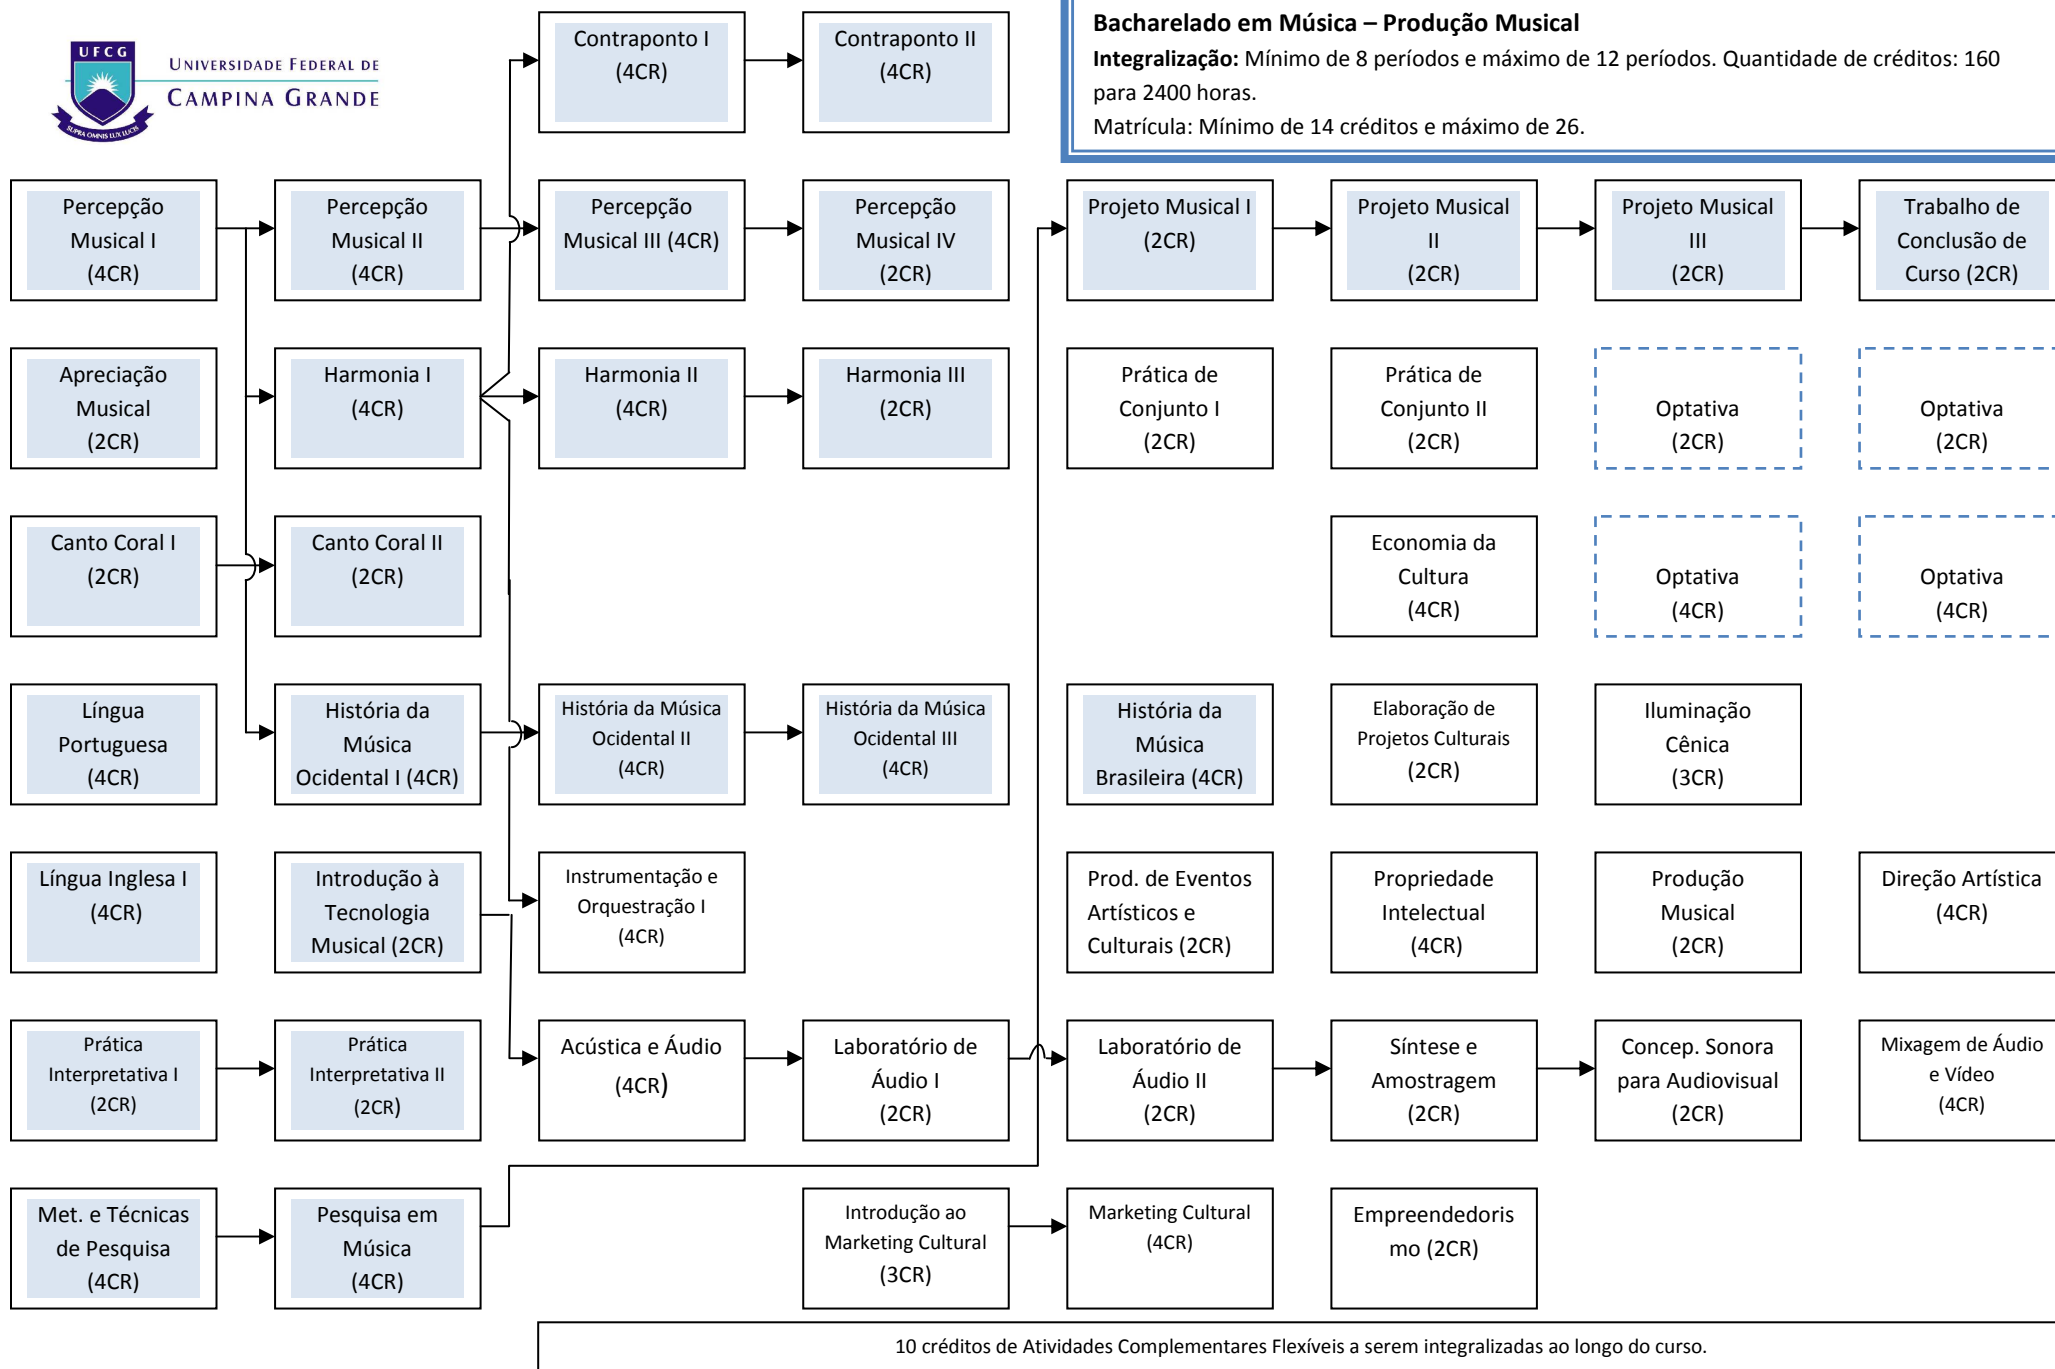 UFCG
UNIVERSIDADE FEDERAL DE
CAMPINA GRANDE
SUPRA OMNIS LUX LUCIS
Bacharelado em Música – Produção Musical
Integralização: Mínimo de 8 períodos e máximo de 12 períodos. Quantidade de créditos: 160
para 2400 horas.
Matrícula: Mínimo de 14 créditos e máximo de 26.
Contraponto I
(4CR)
Contraponto II
(4CR)
Percepção
Musical I
(4CR)
Percepção
Musical II
(4CR)
Percepção
Musical III (4CR)
Percepção
Musical IV
(2CR)
Projeto Musical I
(2CR)
Projeto Musical
II
(2CR)
Projeto Musical
III
(2CR)
Trabalho de
Conclusão de
Curso (2CR)
Apreciação
Musical
(2CR)
Harmonia I
(4CR)
Harmonia II
(4CR)
Harmonia III
(2CR)
Prática de
Conjunto I
(2CR)
Prática de
Conjunto II
(2CR)
Optativa
(2CR)
Optativa
(2CR)
Canto Coral I
(2CR)
Canto Coral II
(2CR)
Economia da
Cultura
(4CR)
Optativa
(4CR)
Optativa
(4CR)
Língua
Portuguesa
(4CR)
História da
Música
Ocidental I (4CR)
História da Música
Ocidental II
(4CR)
História da Música
Ocidental III
(4CR)
História da
Música
Brasileira (4CR)
Elaboração de
Projetos Culturais
(2CR)
Iluminação
Cênica
(3CR)
Língua Inglesa I
(4CR)
Introdução à
Tecnologia
Musical (2CR)
Instrumentação e
Orquestração I
(4CR)
Prod. de Eventos
Artísticos e
Culturais (2CR)
Propriedade
Intelectual
(4CR)
Produção
Musical
(2CR)
Direção Artística
(4CR)
Prática
Interpretativa I
(2CR)
Prática
Interpretativa II
(2CR)
Acústica e Áudio
(4CR)
Laboratório de
Áudio I
(2CR)
Laboratório de
Áudio II
(2CR)
Síntese e
Amostragem
(2CR)
Concep. Sonora
para Audiovisual
(2CR)
Mixagem de Áudio
e Vídeo
(4CR)
Met. e Técnicas
de Pesquisa
(4CR)
Pesquisa em
Música
(4CR)
Introdução ao
Marketing Cultural
(3CR)
Marketing Cultural
(4CR)
Empreendedoris
mo (2CR)
10 créditos de Atividades Complementares Flexíveis a serem integralizadas ao longo do curso.